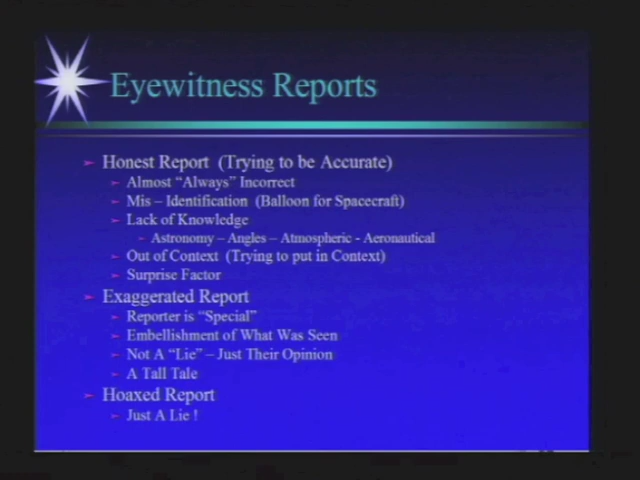 Eyewitness Reports
Honest Report (Trying to be Accurate)
Almost “Always” Incorrect
Mis – Identification (Balloon for Spacecraft)
Lack of Knowledge
Astronomy – Angles – Atmospheric - Aeronautical
Out of Context (Trying to put in Context)
Surprise Factor
Exaggerated Report
Reporter is “Special”
Embellishment of What Was Seen
Not A “Lie” – Just Their Opinion
A Tall Tale
Hoaxed Report
Just A Lie !